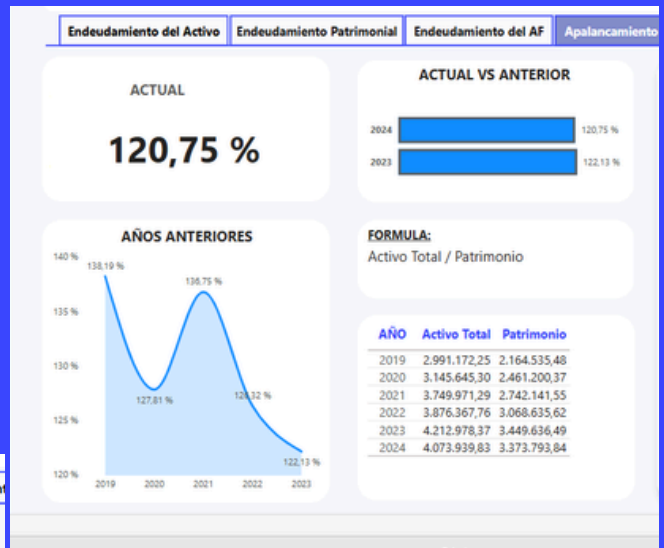 Endeudamiento del Activo Endeudamiento Patrimonial Endeudamiento del AF Apalancamiento
ACTUAL
120,75 %
ACTUAL VS ANTERIOR
2024 120,75 %
2023 122,13 %
AÑOS ANTERIORES
140 %
138,19 %
136,75 %
135 %
130 %
127,81 %
126,32 %
125 %
122,13 %
120 %
2019 2020 2021 2022 2023
FORMULA:
Activo Total / Patrimonio
AÑO Activo Total Patrimonio
2019 2.991.172,25 2.164.535,48
2020 3.145.645,30 2.461.200,37
2021 3.749.971,29 2.742.141,55
2022 3.876.367,76 3.068.635,62
2023 4.212.978,37 3.449.636,49
2024 4.073.939,83 3.373.793,84